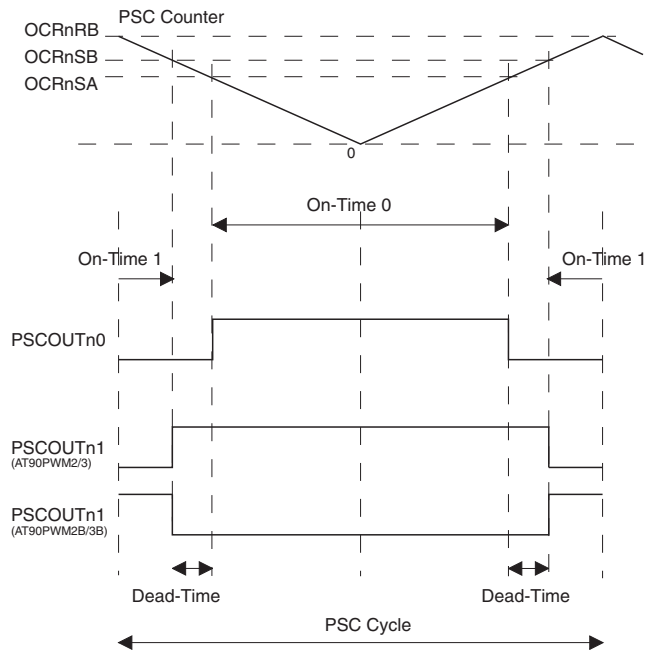 PSC Counter
OCRnRB
OCRnSB
OCRnSA
0
On-Time 0
On-Time 1
On-Time 1
PSCOUTn0
PSCOUTn1
(AT90PWM2/3)
PSCOUTn1
(AT90PWM2B/3B)
Dead-Time
Dead-Time
PSC Cycle